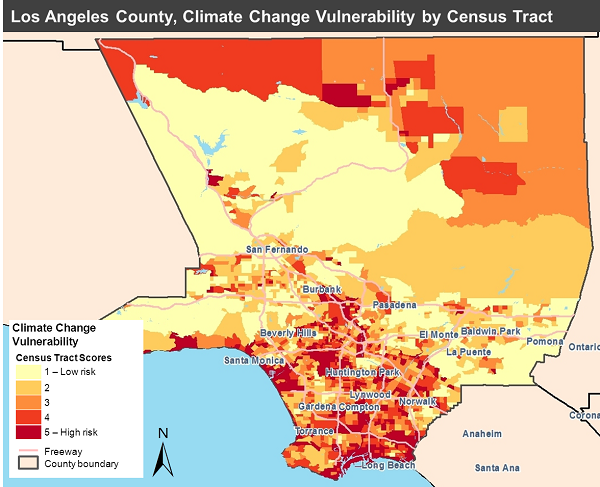 Los Angeles County, Climate Change Vulnerability by Census Tract
San Fernando
Burbank
Pasadena
Beverly Hills
El Monte
Baldwin Park
Pomona
Ontario
La Puente
Santa Monica
Huntington Park
Lynwood
Norwalk
Gardena
Compton
Corona
Torrance
Anaheim
Long Beach
Santa Ana
Climate Change
Vulnerability
Census Tract Scores
1 – Low risk
2
3
4
5 – High risk
Freeway
County boundary
N